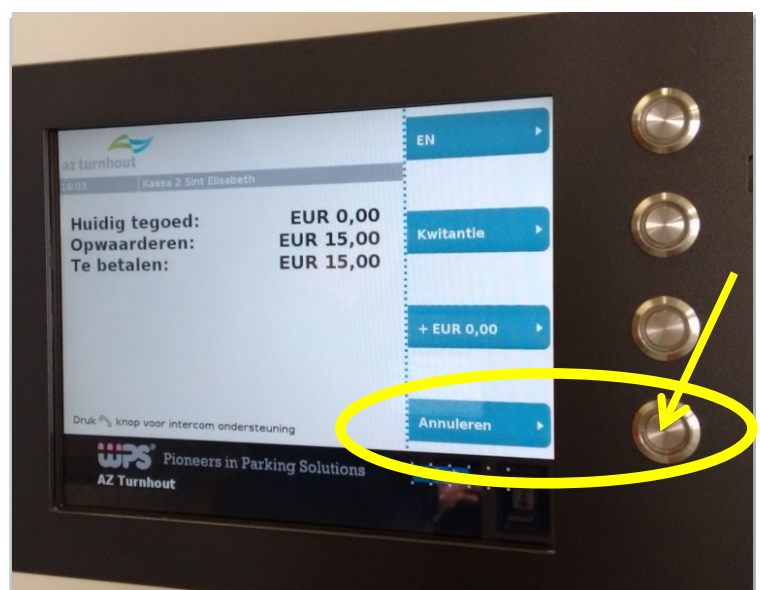 az turnhout
14:03 Kassa 2 Sint Elisabeth
Huidig tegoed: EUR 0,00
Opwaarderen: EUR 15,00
Te betalen: EUR 15,00
EN
Kwitantie
+ EUR 0,00
Annuleren
Druk knop voor intercom ondersteuning
WPS Pioneers in Parking Solutions
AZ Turnhout